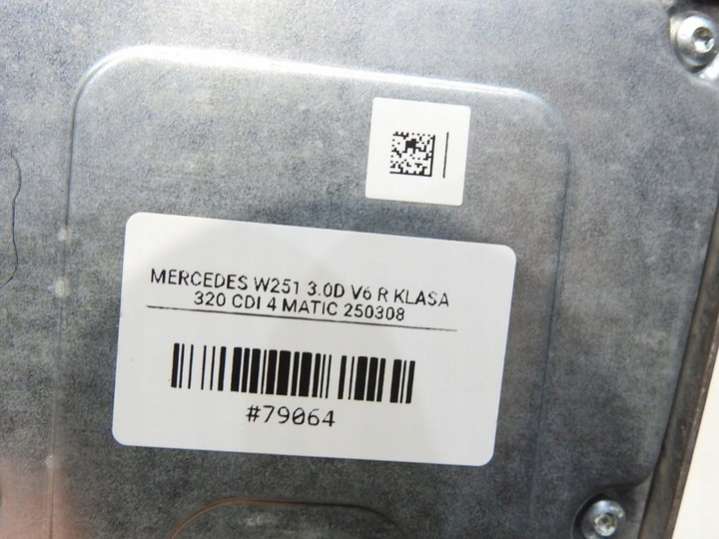 MERCEDES W251 3.0D V6 R KLASA
320 CDI 4 MATIC 250308
#79064